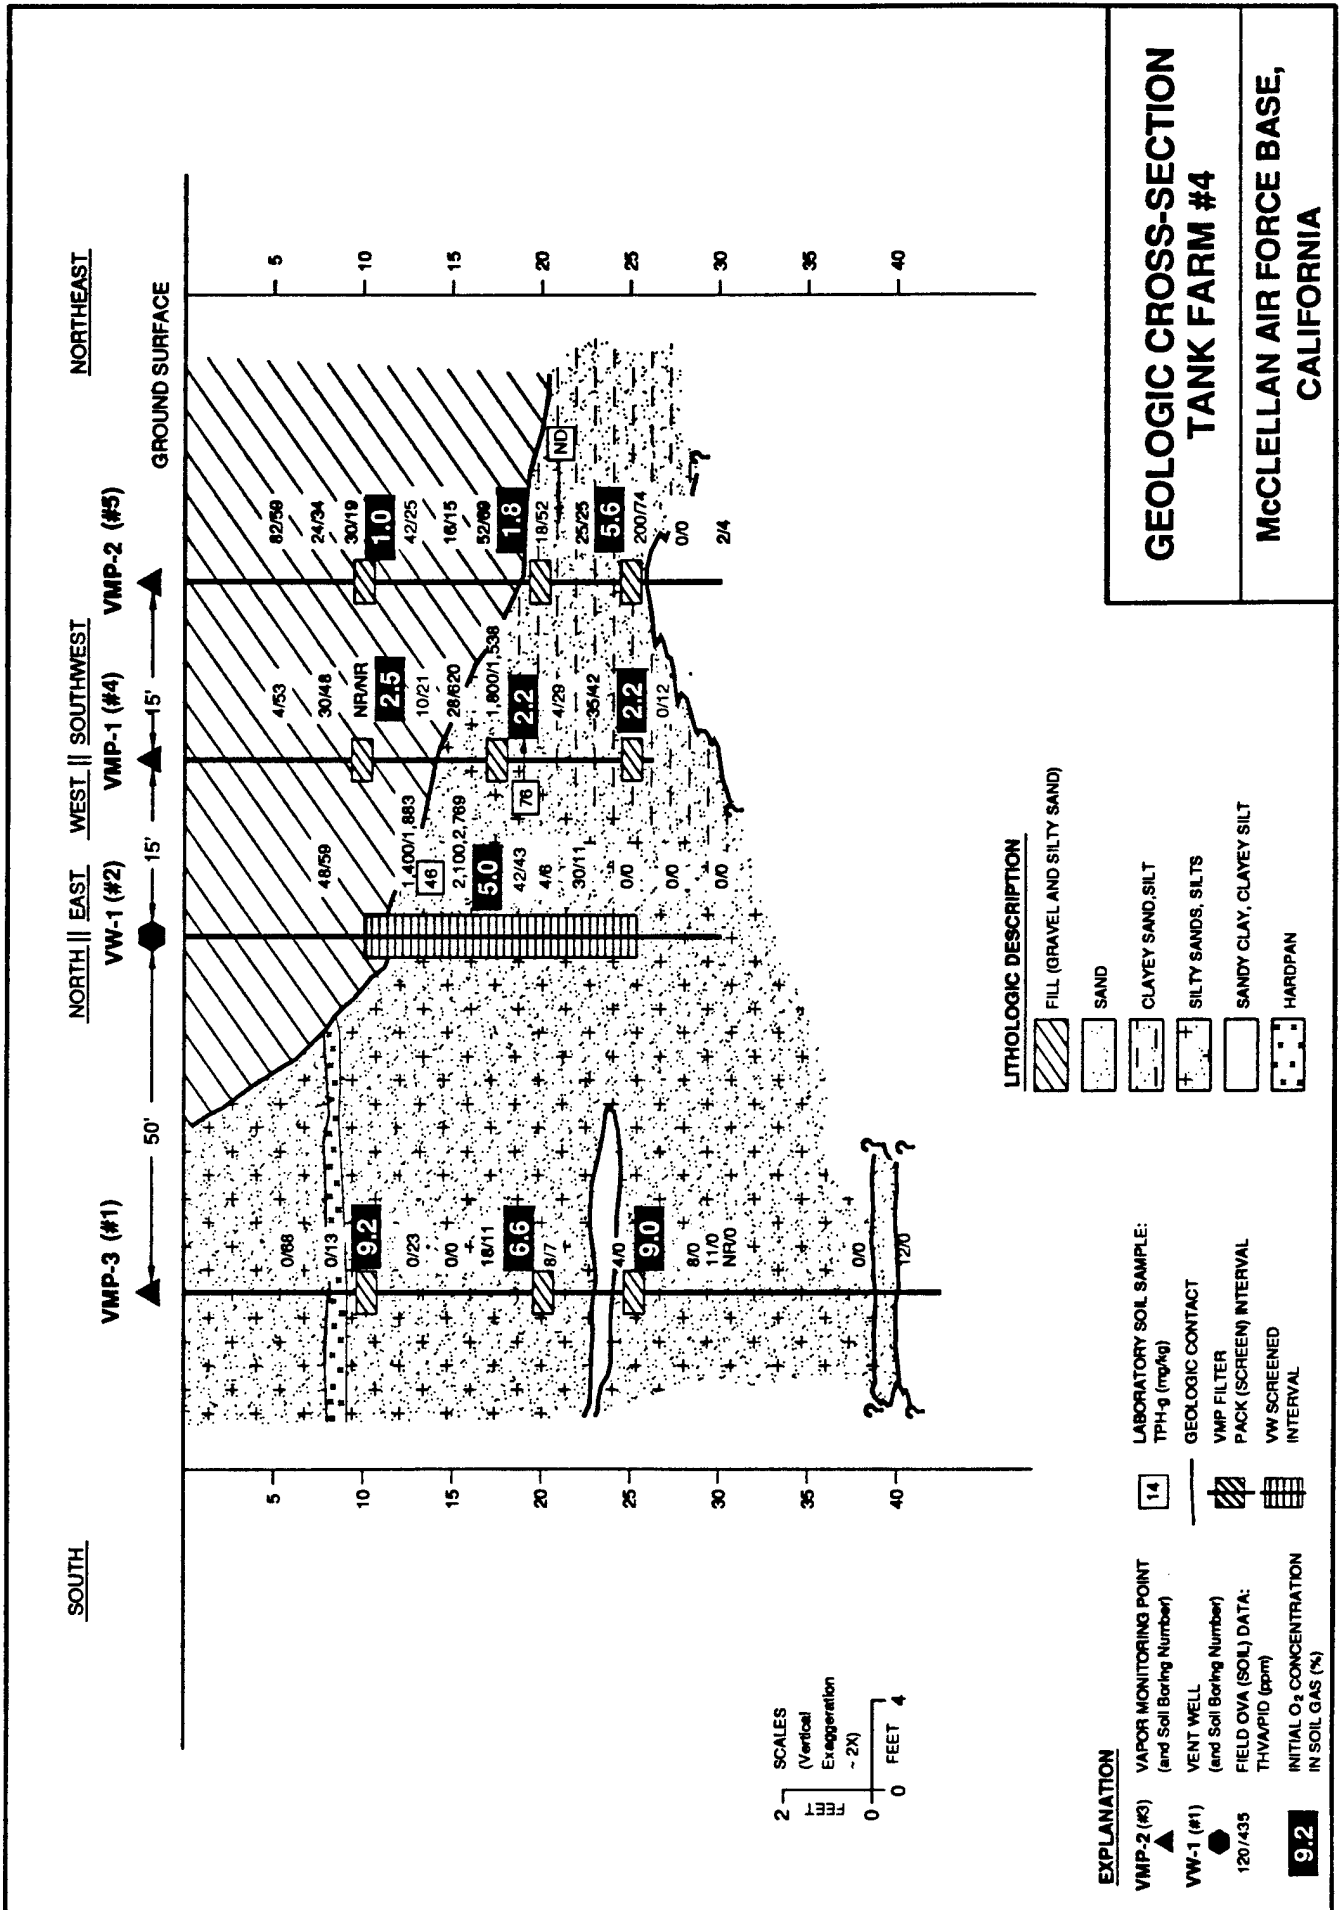 SOUTH
NORTH || EAST
WEST || SOUTHWEST
NORTHEAST
VMP-3 (#1)
VW-1 (#2)
VMP-1 (#4)
VMP-2 (#5)
50'
15'
15'
GROUND SURFACE
5
10
15
20
25
30
35
40
0/68
0/13
9.2
0/23
0/0
18/11
6.6
8/7
4/0
9.0
8/0
11/0
NR/0
0/0
12/0
?
?
?
?
48/59
1,400/1,883
46
2,100/2,769
5.0
42/43
4/6
30/11
0/0
0/0
0/0
4/53
30/48
NR/NR
2.5
10/21
28/620
1,800/1,538
2.2
76
4/29
35/42
2.2
0/12
?
82/59
24/34
30/19
1.0
42/25
16/15
52/69
1.8
18/52
ND
25/25
5.6
200/74
0/0
2/4
?
5
10
15
20
25
30
35
40
SCALES
(Vertical
Exaggeration
~ 2X)
2
FEET
0
0 FEET 4
EXPLANATION
VMP-2 (#3) VAPOR MONITORING POINT
(and Soil Boring Number)
VW-1 (#1) VENT WELL
(and Soil Boring Number)
120/435 FIELD OVA (SOIL) DATA:
THVA/PID (ppm)
9.2 INITIAL O₂ CONCENTRATION
IN SOIL GAS (%)
14 LABORATORY SOIL SAMPLE:
TPH-g (mg/kg)
GEOLOGIC CONTACT
VMP FILTER
PACK (SCREEN) INTERVAL
VW SCREENED
INTERVAL
LITHOLOGIC DESCRIPTION
FILL (GRAVEL AND SILTY SAND)
SAND
CLAYEY SAND, SILT
SILTY SANDS, SILTS
SANDY CLAY, CLAYEY SILT
HARDPAN
GEOLOGIC CROSS-SECTION
TANK FARM #4
McCLELLAN AIR FORCE BASE,
CALIFORNIA